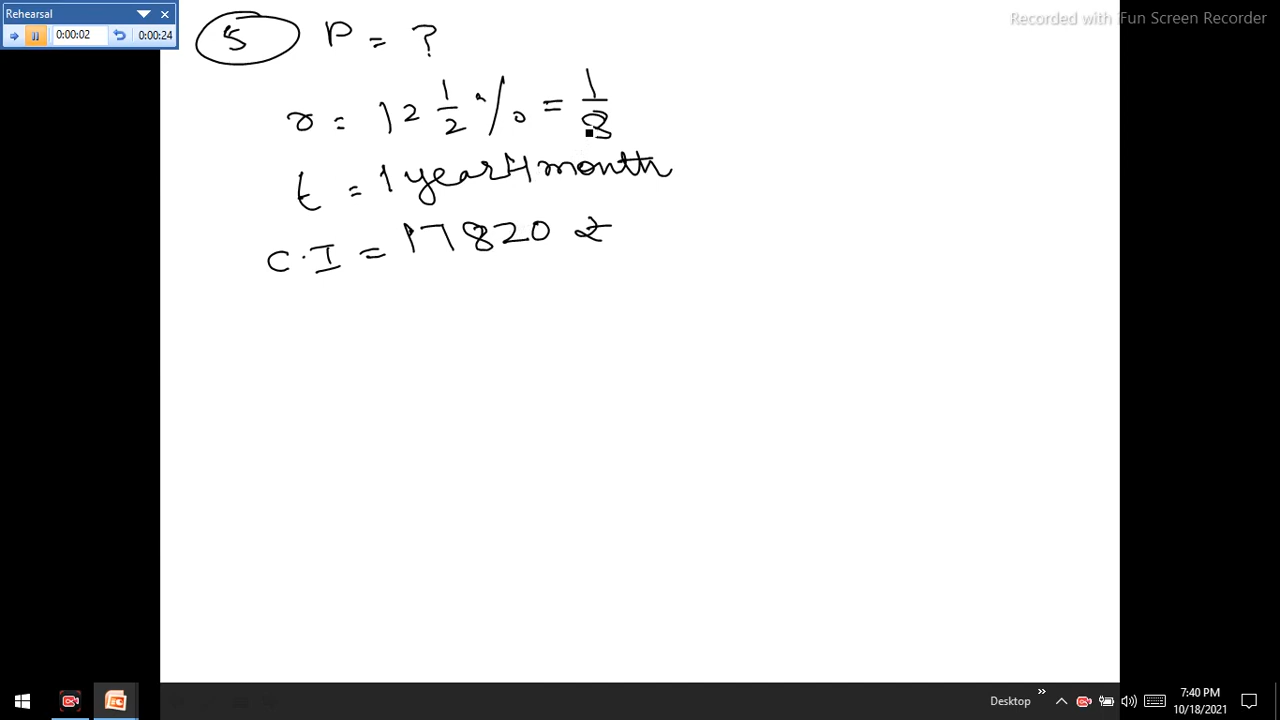 Rehearsal
0:00:02 0:00:24
Recorded with iFun Screen Recorder
5 P = ?
r = 12 1/2 % = 1/8
t = 1 year 4 month
C.I = 17820 ₹
Desktop
7:40 PM
10/18/2021